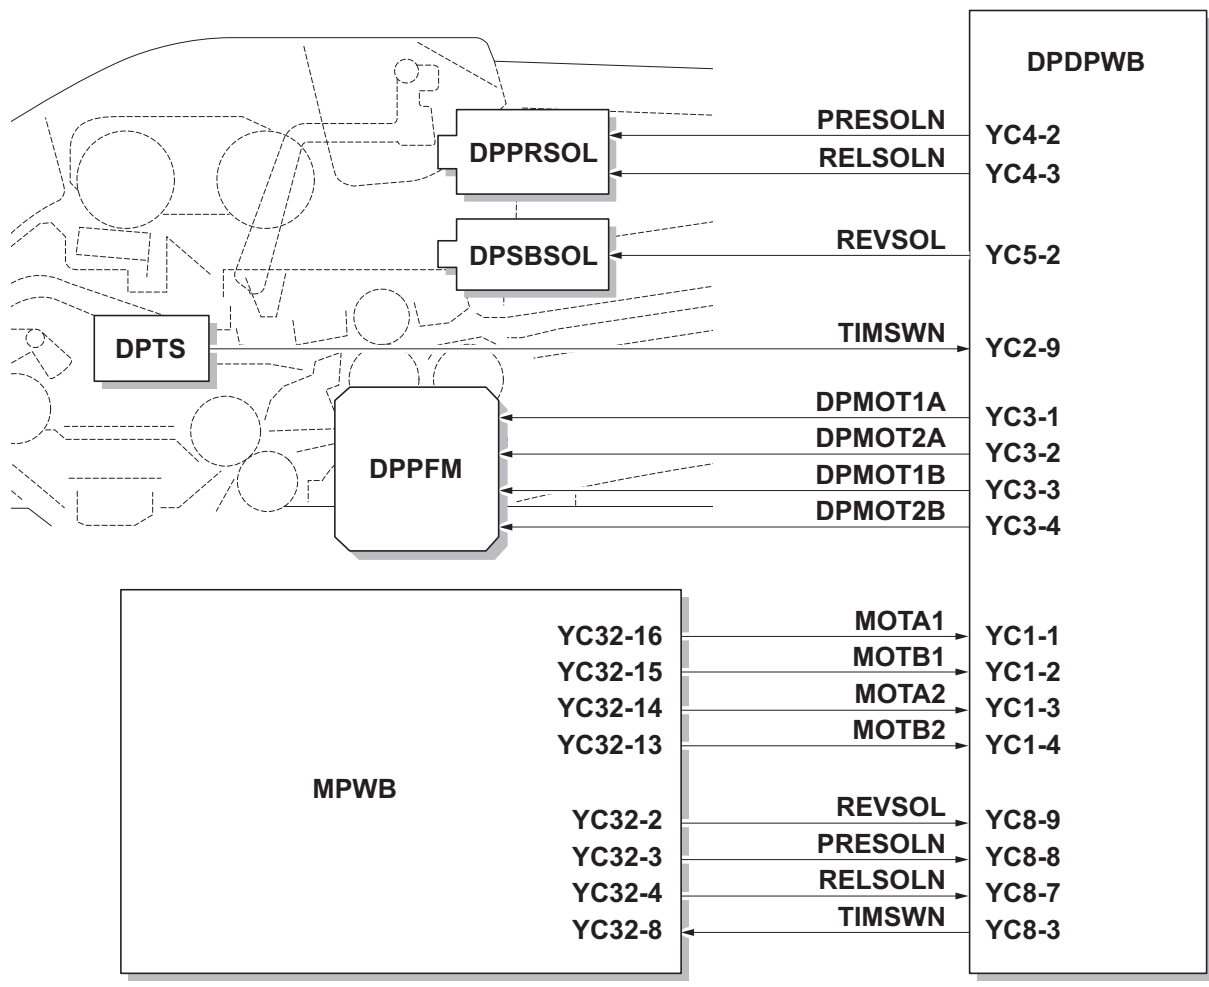 DPDPWB
PRESOLN
YC4-2
DPPRSOL
RELSOLN
YC4-3
REVSOL
DPSBSOL
YC5-2
TIMSWN
DPTS
YC2-9
DPMOT1A
YC3-1
DPMOT2A
YC3-2
DPPFM
DPMOT1B
YC3-3
DPMOT2B
YC3-4
YC32-16
MOTA1
YC1-1
YC32-15
MOTB1
YC1-2
YC32-14
MOTA2
YC1-3
YC32-13
MOTB2
YC1-4
MPWB
YC32-2
REVSOL
YC8-9
YC32-3
PRESOLN
YC8-8
YC32-4
RELSOLN
YC8-7
YC32-8
TIMSWN
YC8-3